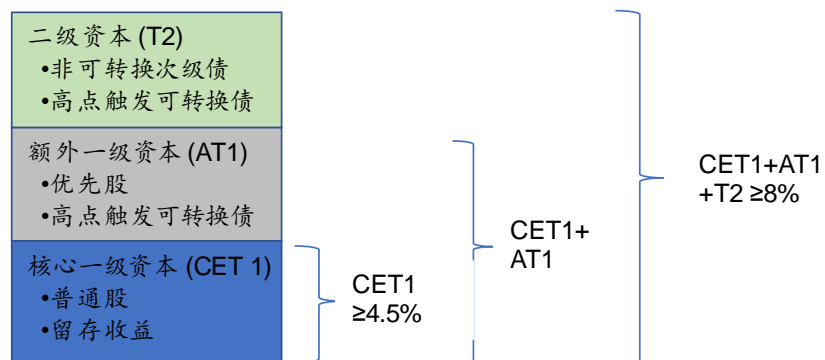 二级资本 (T2)
•非可转换次级债
•高点触发可转换债
额外一级资本 (AT1)
•优先股
•高点触发可转换债
核心一级资本 (CET 1)
•普通股
•留存收益
CET1
≥4.5%
CET1+
AT1
CET1+AT1
+T2 ≥8%